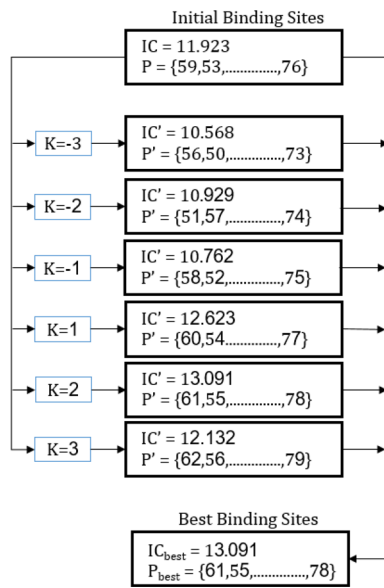 Initial Binding Sites
IC = 11.923
P = {59,53,..............,76}
K=-3
IC’ = 10.568
P’ = {56,50,..............,73}
K=-2
IC’ = 10.929
P’ = {51,57,..............,74}
K=-1
IC’ = 10.762
P’ = {58,52,..............,75}
K=1
IC’ = 12.623
P’ = {60,54..............,77}
K=2
IC’ = 13.091
P’ = {61,55,..............,78}
K=3
IC’ = 12.132
P’ = {62,56,..............,79}
Best Binding Sites
ICbest = 13.091
Pbest = {61,55,..............,78}